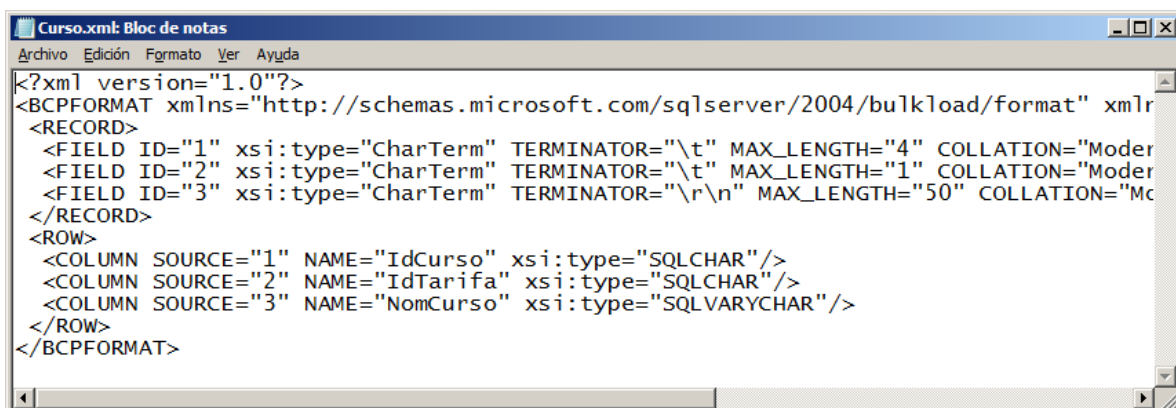 Curso.xml: Bloc de notas
Archivo Edición Formato Ver Ayuda
<?xml version="1.0"?>
<BCPFORMAT xmlns="http://schemas.microsoft.com/sqlserver/2004/bulkload/format" xmln
<RECORD>
<FIELD ID="1" xsi:type="CharTerm" TERMINATOR="\t" MAX_LENGTH="4" COLLATION="Moder
<FIELD ID="2" xsi:type="CharTerm" TERMINATOR="\t" MAX_LENGTH="1" COLLATION="Moder
<FIELD ID="3" xsi:type="CharTerm" TERMINATOR="\r\n" MAX_LENGTH="50" COLLATION="Mo
</RECORD>
<ROW>
<COLUMN SOURCE="1" NAME="IdCurso" xsi:type="SQLCHAR"/>
<COLUMN SOURCE="2" NAME="IdTarifa" xsi:type="SQLCHAR"/>
<COLUMN SOURCE="3" NAME="NomCurso" xsi:type="SQLVARYCHAR"/>
</ROW>
</BCPFORMAT>